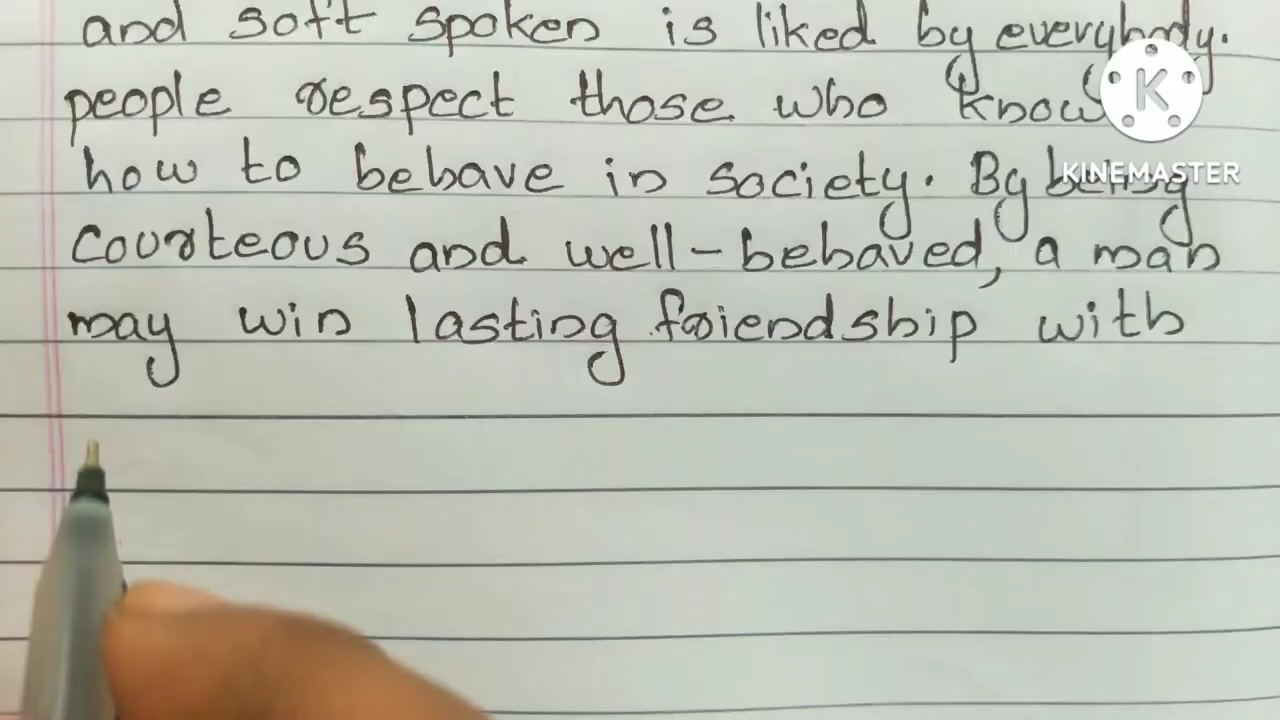 and soft spoken is liked by everybody.
people respect those who know
how to behave in society. By being
courteous and well-behaved, a man
may win lasting friendship with
K
KINEMASTER